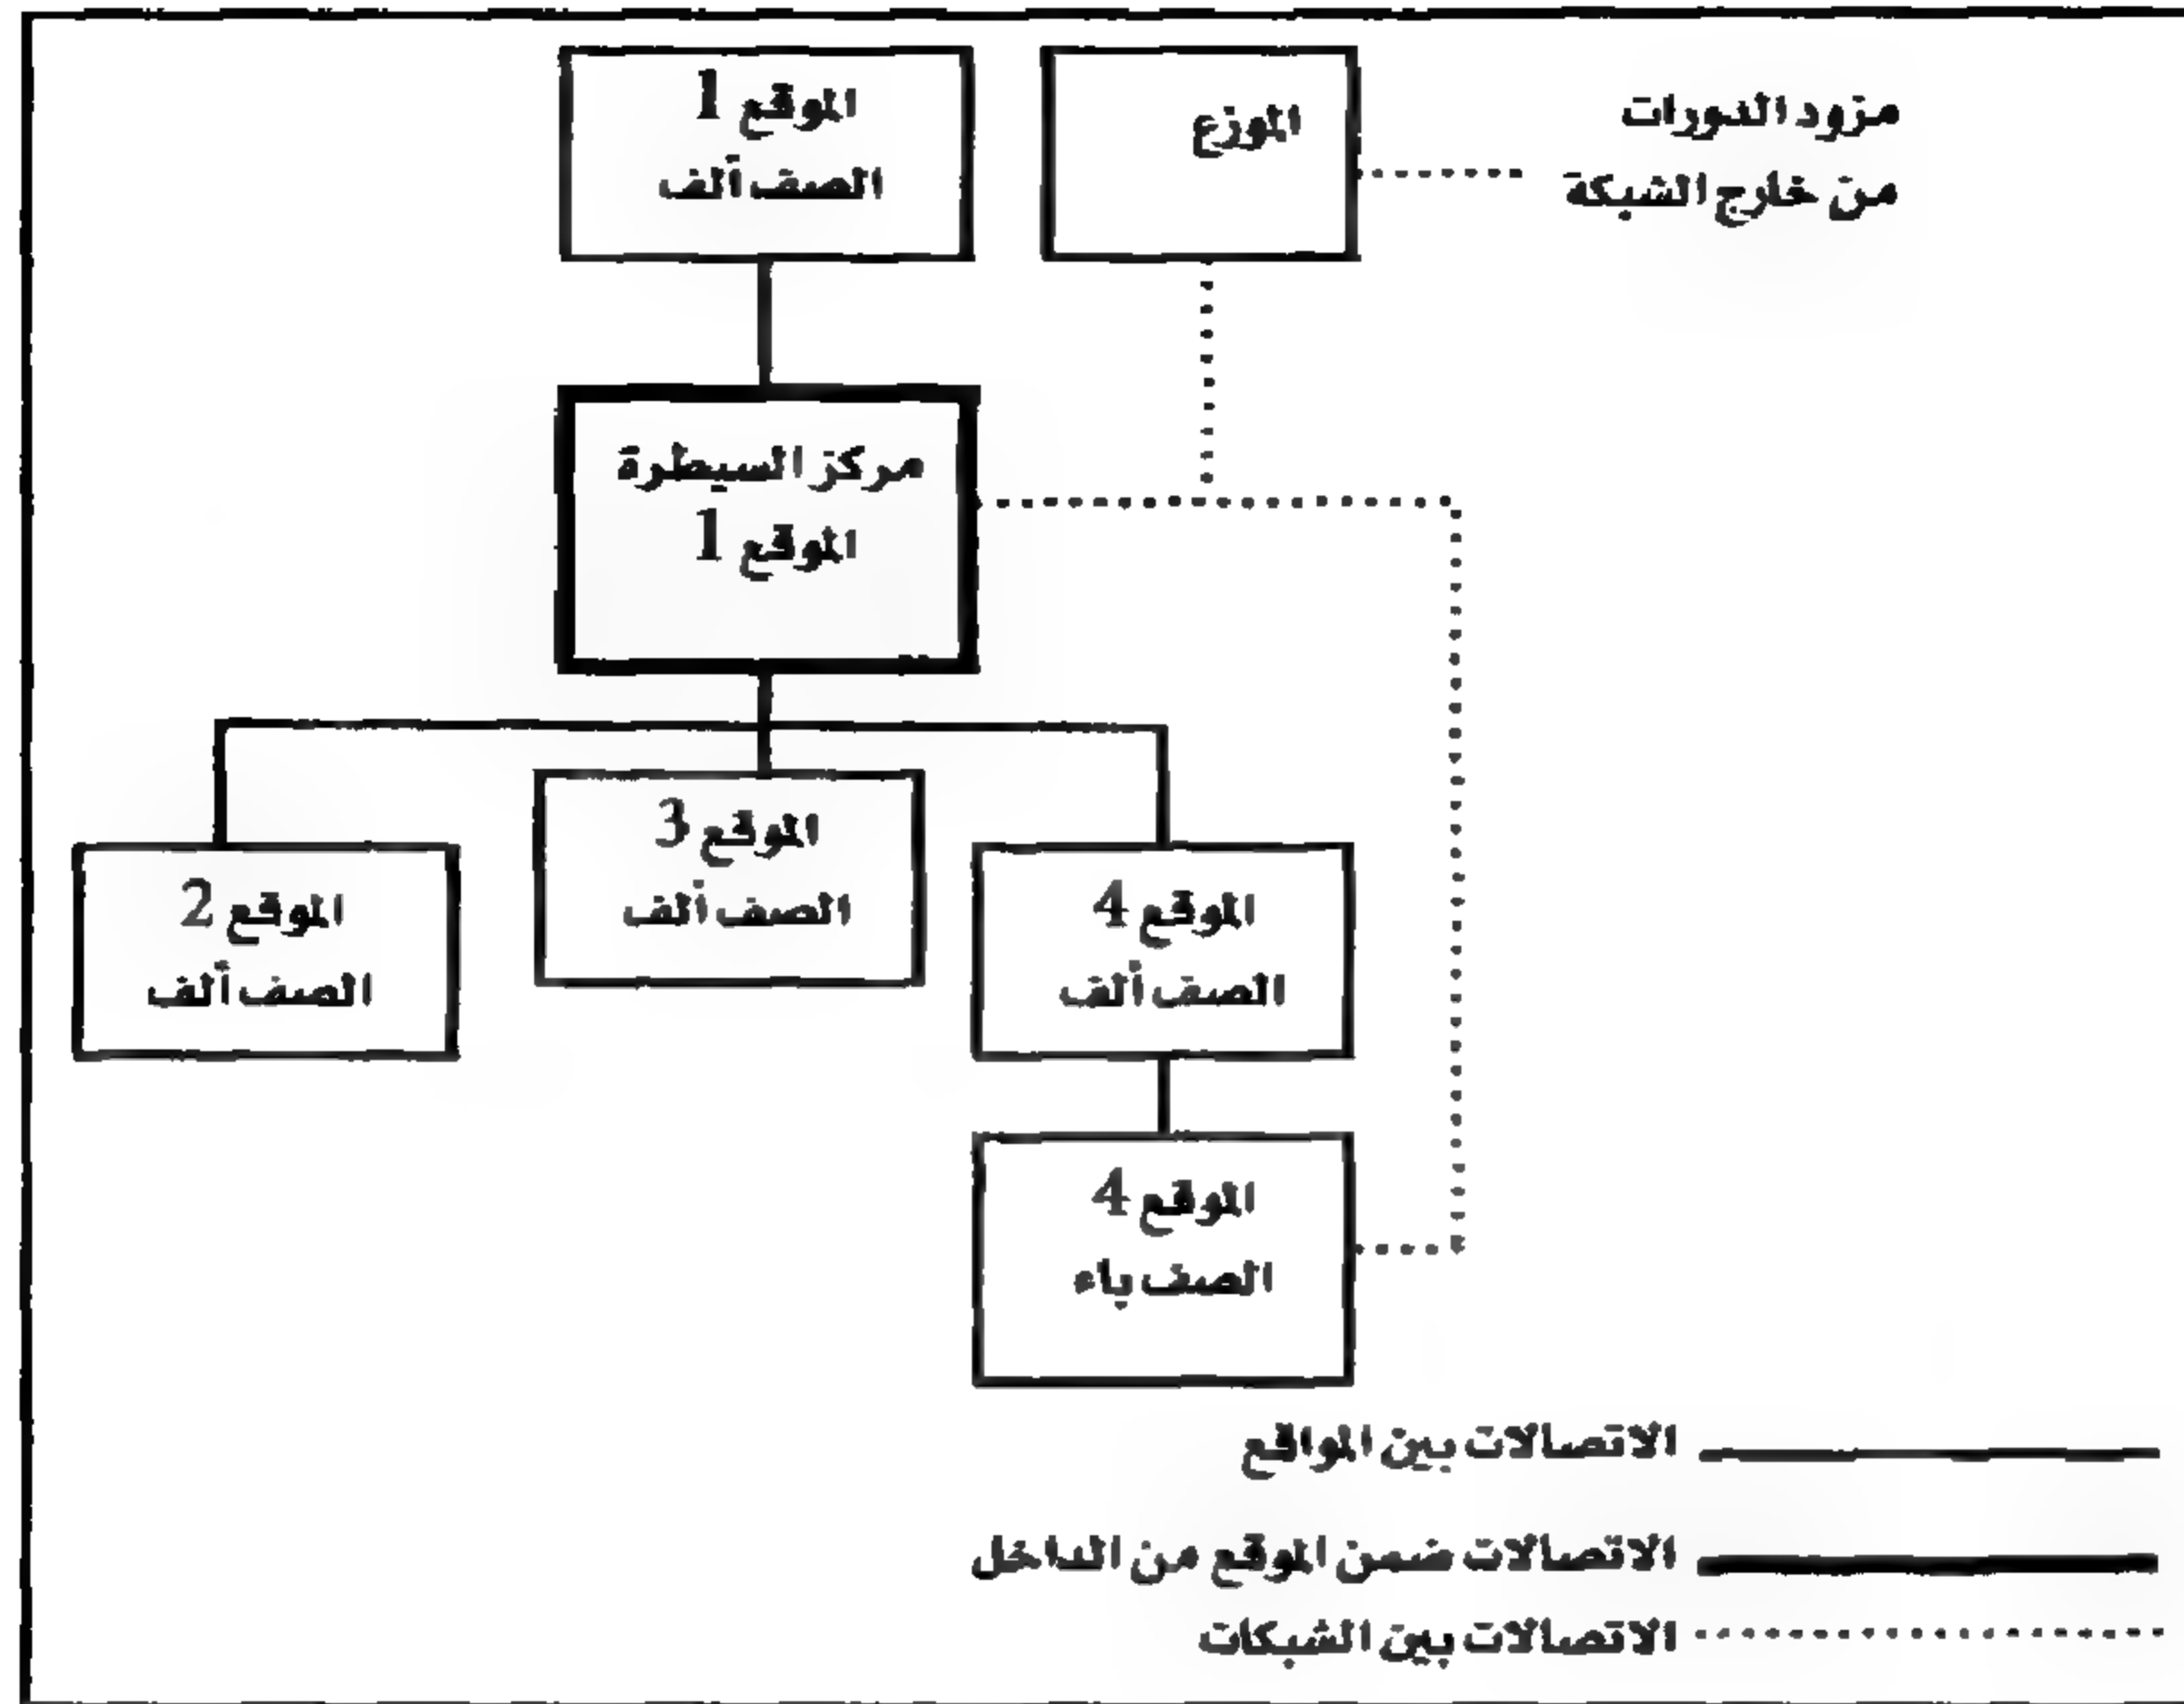 الموقع 1
الصف ألف
الموزع
مزود الدورات
من خارج الشبكة
مركز السيطرة
الموقع 1
الموقع 2
الصف ألف
الموقع 3
الصف ألف
الموقع 4
الصف ألف
الموقع 4
الصف باء
الاتصالات بين المواقع
الاتصالات ضمن الموقع من الداخل
الاتصالات بين الشبكات